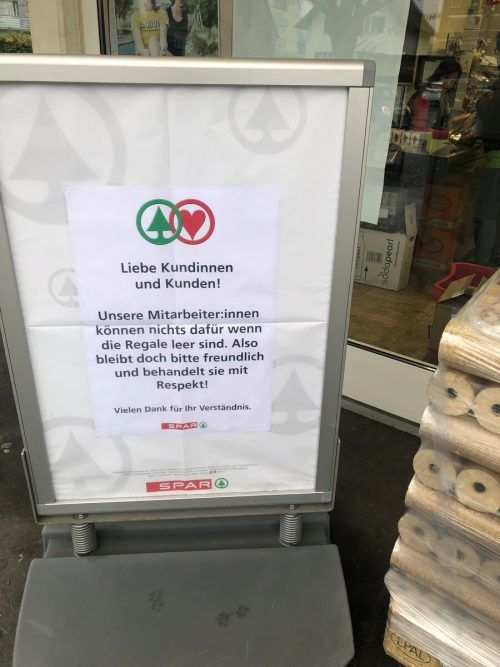 Liebe Kundinnen
und Kunden!
Unsere Mitarbeiter:innen
können nichts dafür wenn
die Regale leer sind. Also
bleibt doch bitte freundlich
und behandelt sie mit
Respekt!
Vielen Dank für Ihr Verständnis.
SPAR
SPAR
sodapearl